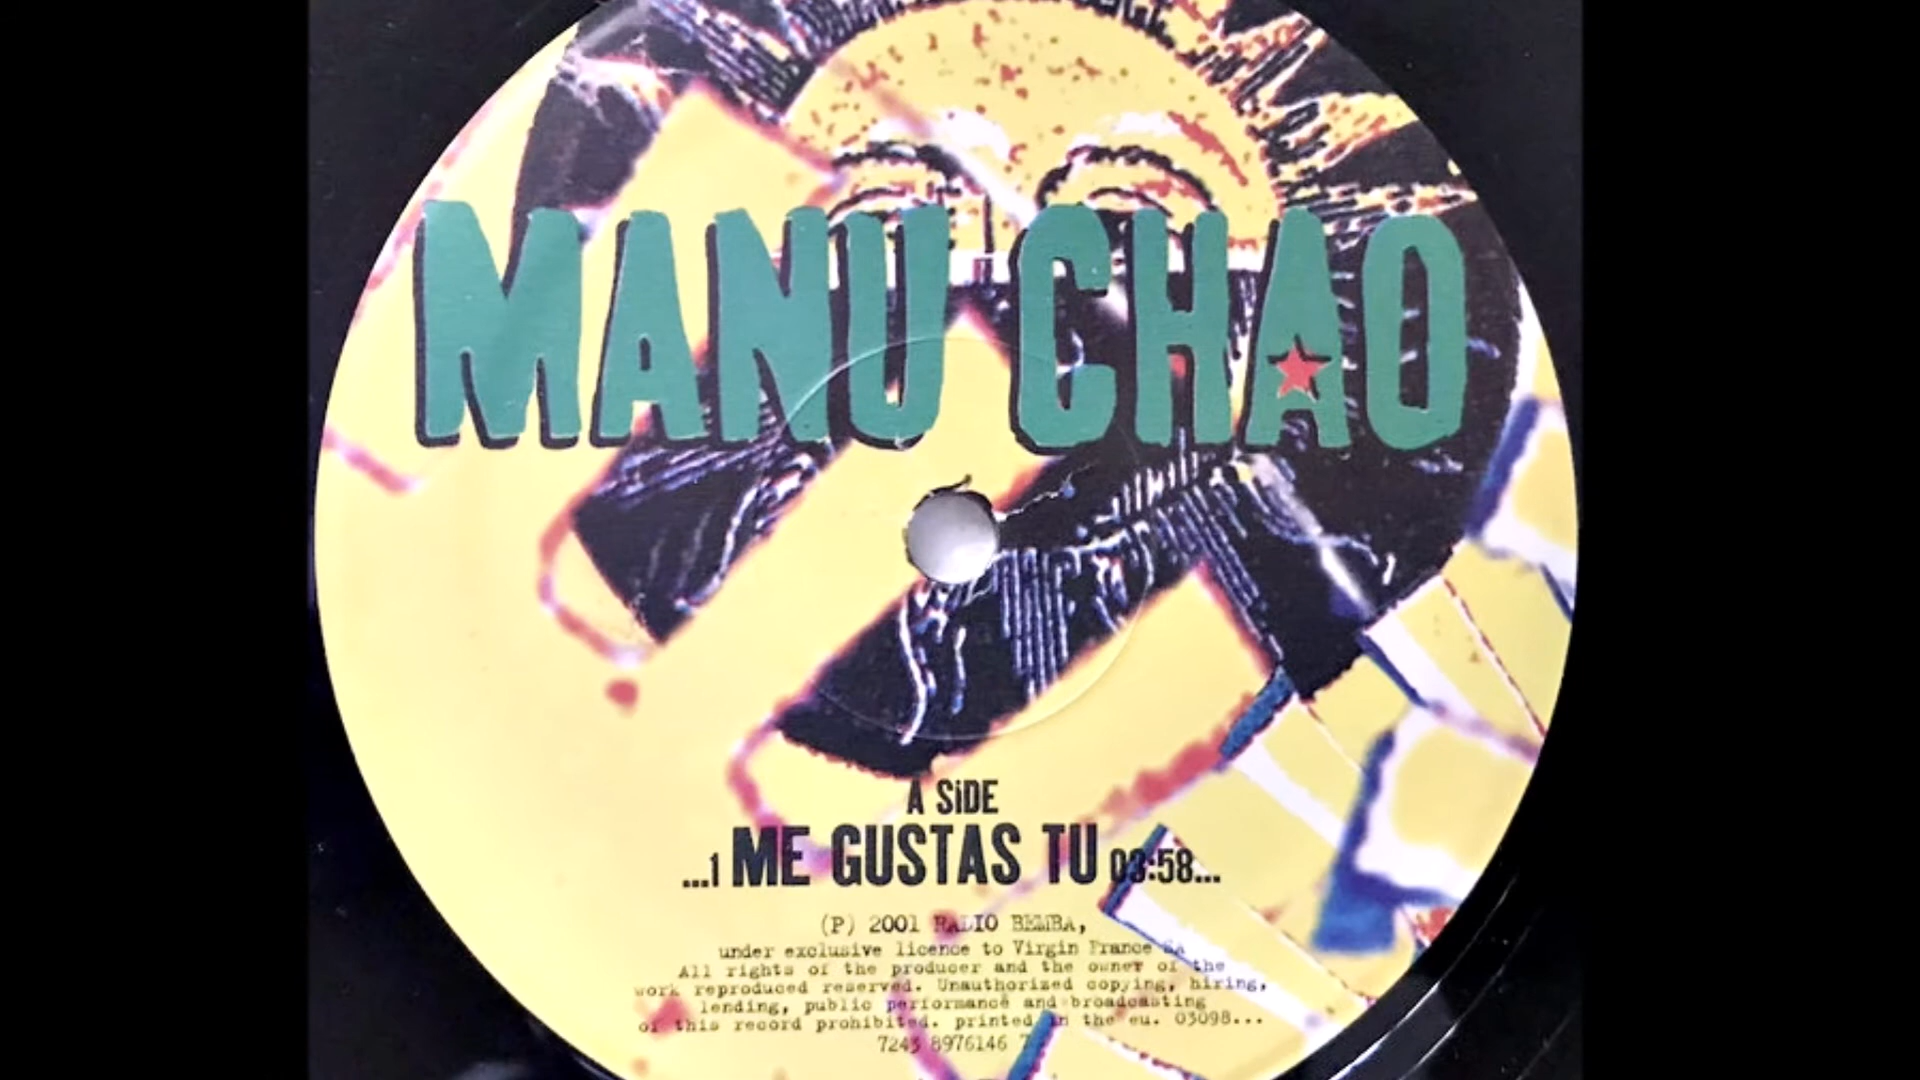 MANU CHAO
A SiDE
...1 ME GUSTAS TU 03:58...
(P) 2001 RADIO BEMBA,
under exclusive licence to Virgin France SA
All rights of the producer and the owner of the
work reproduced reserved. Unauthorized copying, hiring,
lending, public performance and broadcasting
of this record prohibited. printed in the eu. 03098...
7243 8976146 7